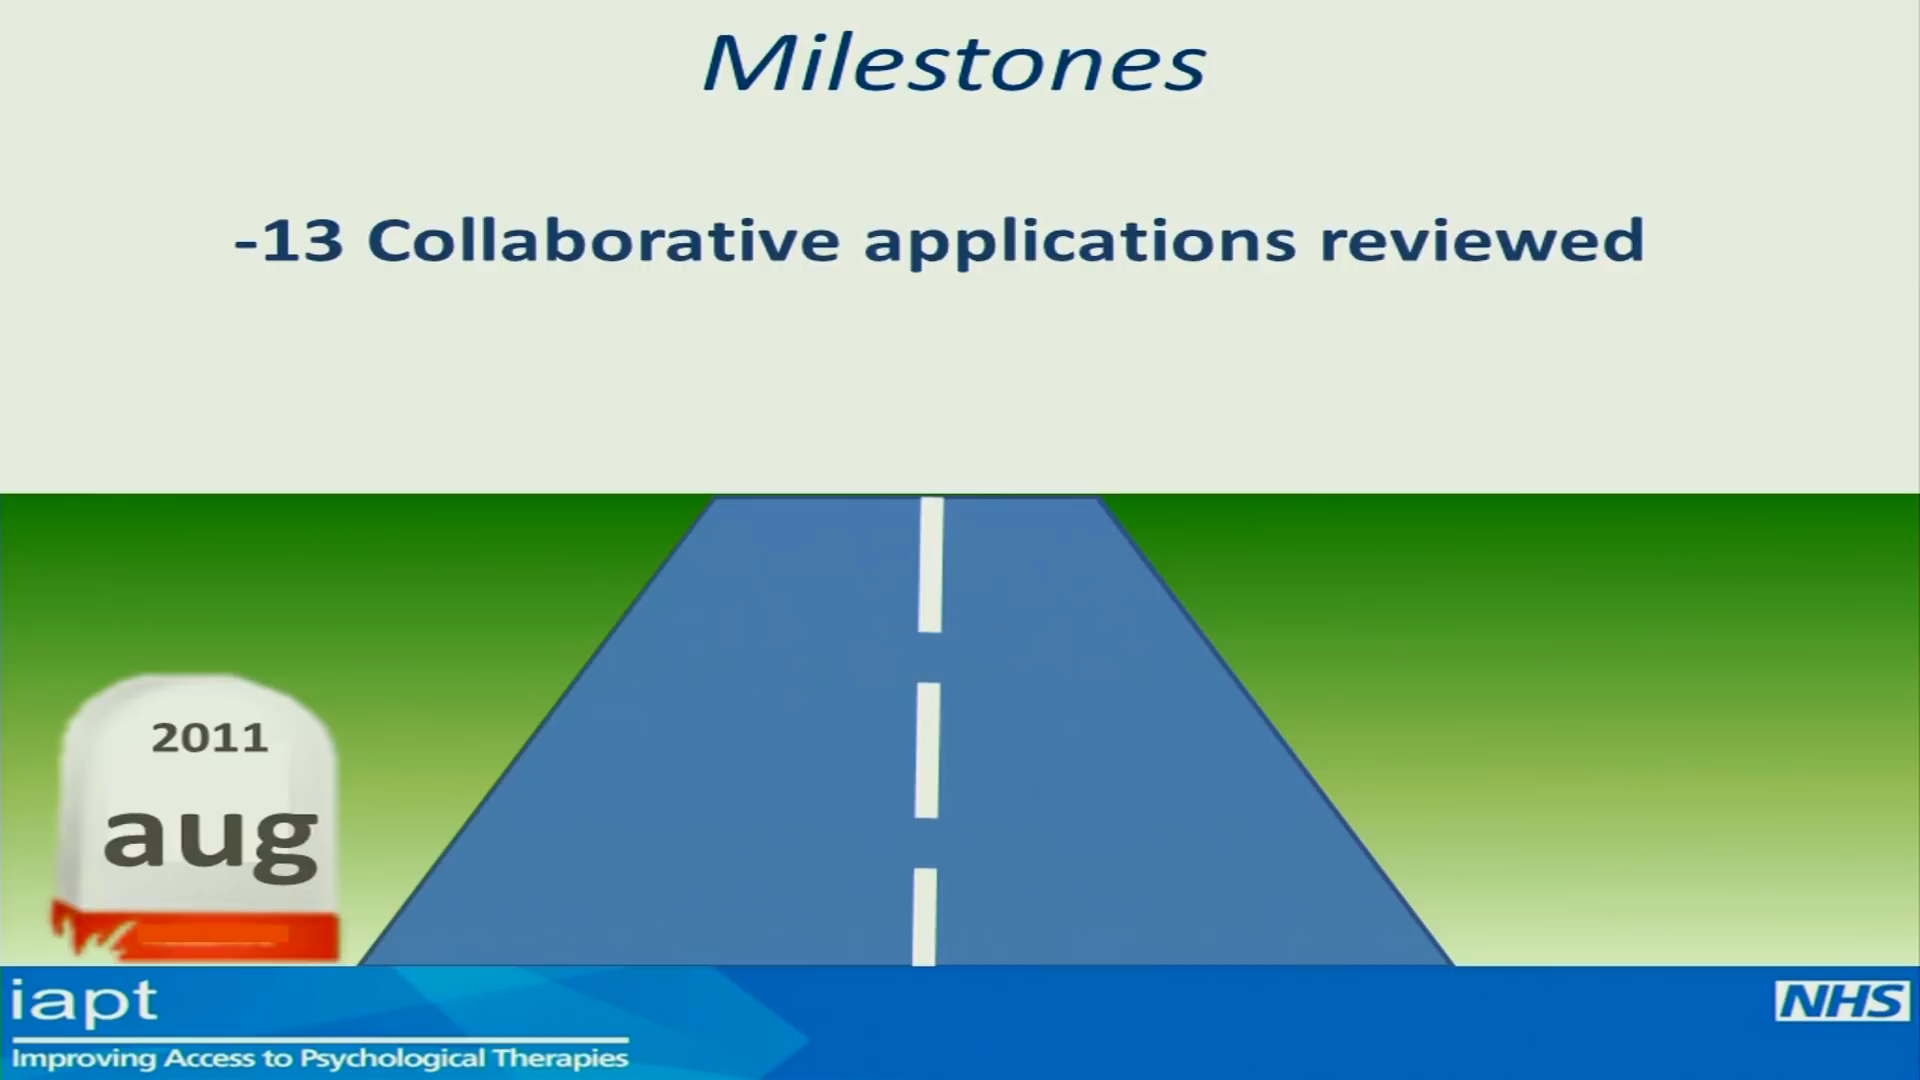 Milestones
-13 Collaborative applications reviewed
2011
aug
iapt
Improving Access to Psychological Therapies
NHS